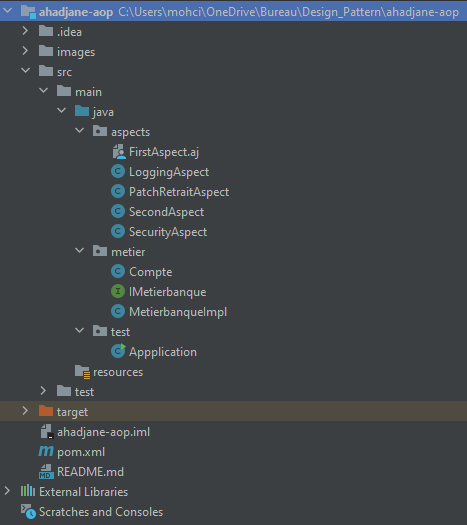 ahadjane-aop C:\Users\mohci\OneDrive\Bureau\Design_Pattern\ahadjane-aop
.idea
images
src
main
java
aspects
FirstAspect.aj
LoggingAspect
PatchRetraitAspect
SecondAspect
SecurityAspect
metier
Compte
IMetierbanque
MetierbanqueImpl
test
Appplication
resources
test
target
ahadjane-aop.iml
pom.xml
README.md
External Libraries
Scratches and Consoles